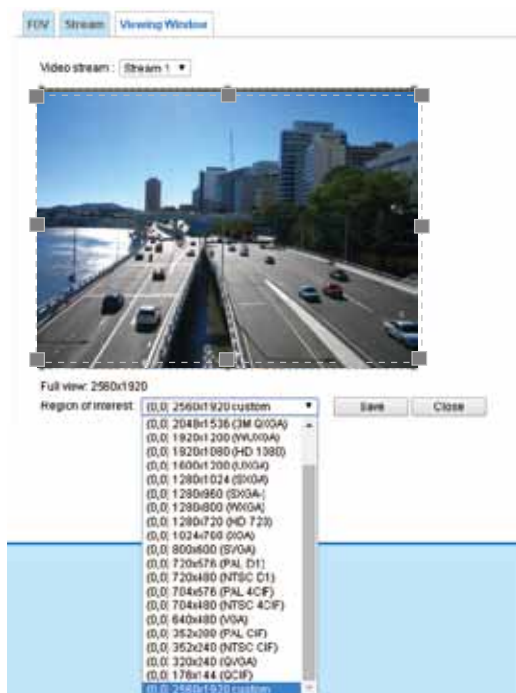 FOV Stream Viewing Window
Video stream : Stream 1
Full view: 2560x1920
Region of interest: (0,0) 2560x1920 custom Save Close
(0,0) 2048x1536 (3M QXGA)
(0,0) 1920x1200 (WUXGA)
(0,0) 1920x1080 (HD 1080)
(0,0) 1600x1200 (UXGA)
(0,0) 1280x1024 (SXGA)
(0,0) 1280x960 (SXGA-)
(0,0) 1280x800 (WXGA)
(0,0) 1280x720 (HD 720)
(0,0) 1024x768 (XGA)
(0,0) 800x600 (SVGA)
(0,0) 720x576 (PAL D1)
(0,0) 720x480 (NTSC D1)
(0,0) 704x576 (PAL 4CIF)
(0,0) 704x480 (NTSC 4CIF)
(0,0) 640x480 (VGA)
(0,0) 352x288 (PAL CIF)
(0,0) 352x240 (NTSC CIF)
(0,0) 320x240 (QVGA)
(0,0) 176x144 (QCIF)
(0,0) 2560x1920 custom